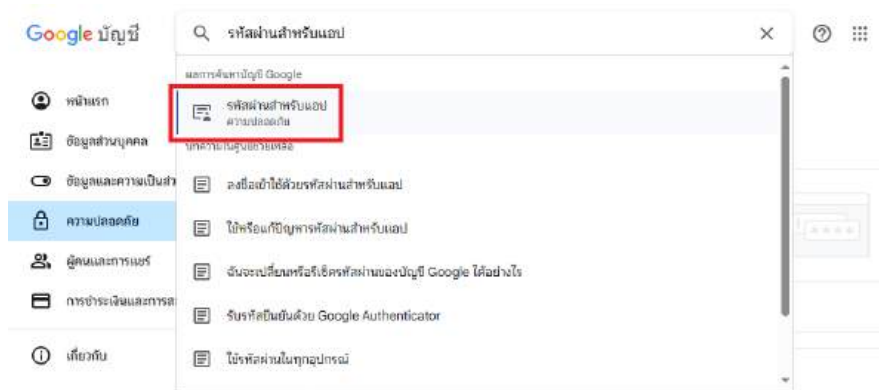 Google บัญชี
รหัสผ่านสำหรับแอป
ผลการค้นหาบัญชี Google
รหัสผ่านสำหรับแอป
ความปลอดภัย
บทความในศูนย์ช่วยเหลือ
ลงชื่อเข้าใช้ด้วยรหัสผ่านสำหรับแอป
ใช้หรือแก้ปัญหารหัสผ่านสำหรับแอป
ฉันจะเปลี่ยนหรือรีเซ็ตรหัสผ่านของบัญชี Google ได้อย่างไร
รับรหัสยืนยันด้วย Google Authenticator
ใช้รหัสผ่านในทุกอุปกรณ์
หน้าแรก
ข้อมูลส่วนบุคคล
ข้อมูลและความเป็นส่ว
ความปลอดภัย
ผู้คนและการแชร์
การชำระเงินและการส
เกี่ยวกับ